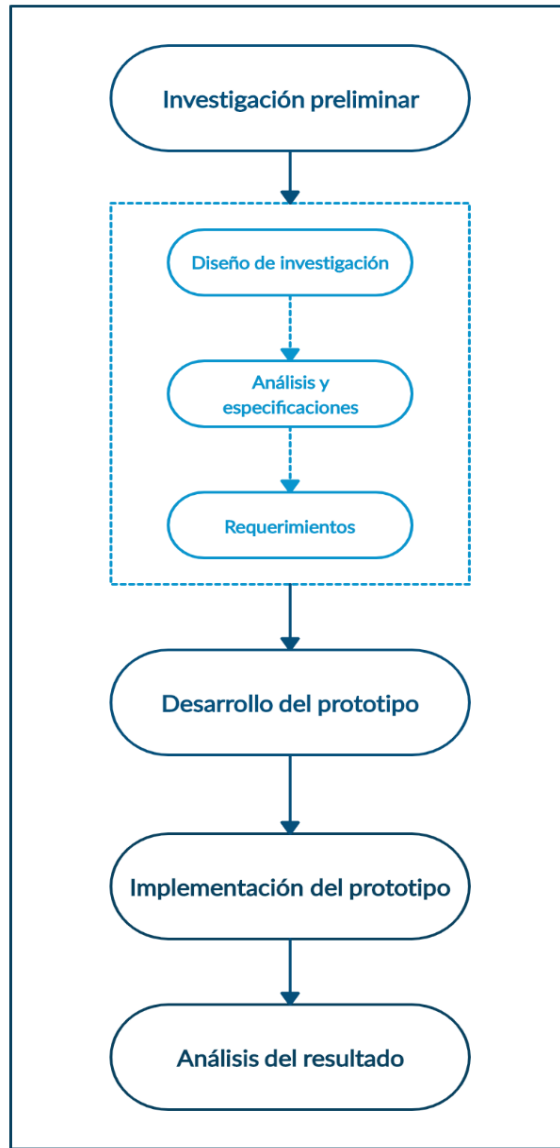 Investigación preliminar
Diseño de investigación
Análisis y
especificaciones
Requerimientos
Desarrollo del prototipo
Implementación del prototipo
Análisis del resultado